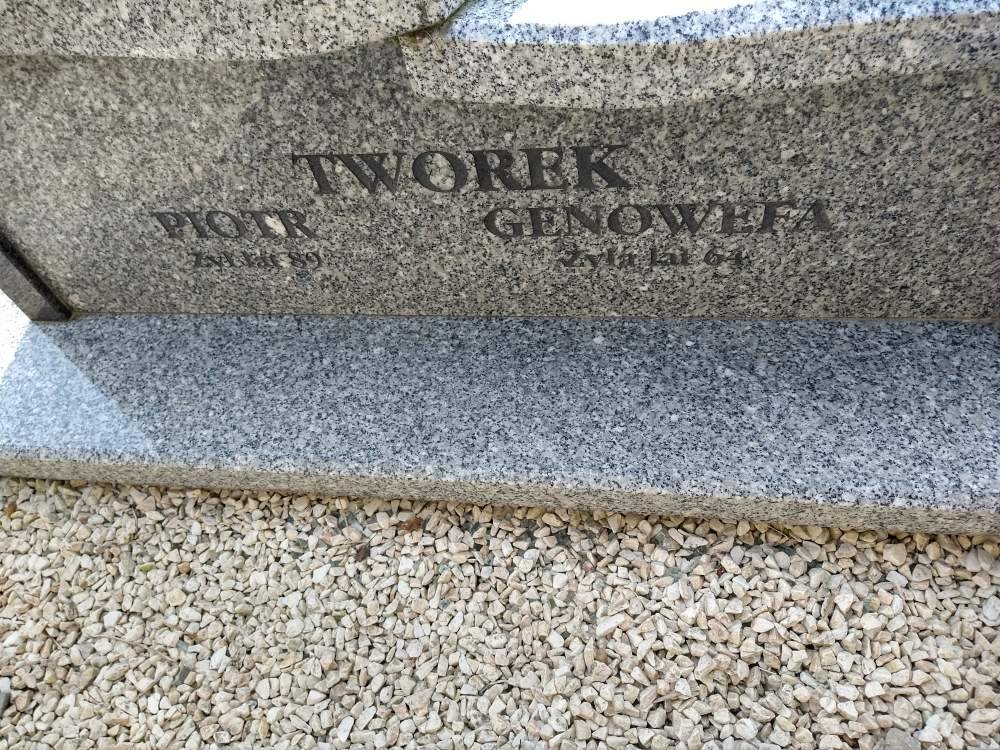 TWOREK
PIOTR GENOWEFA
Żył lat 89 Żyła lat 64